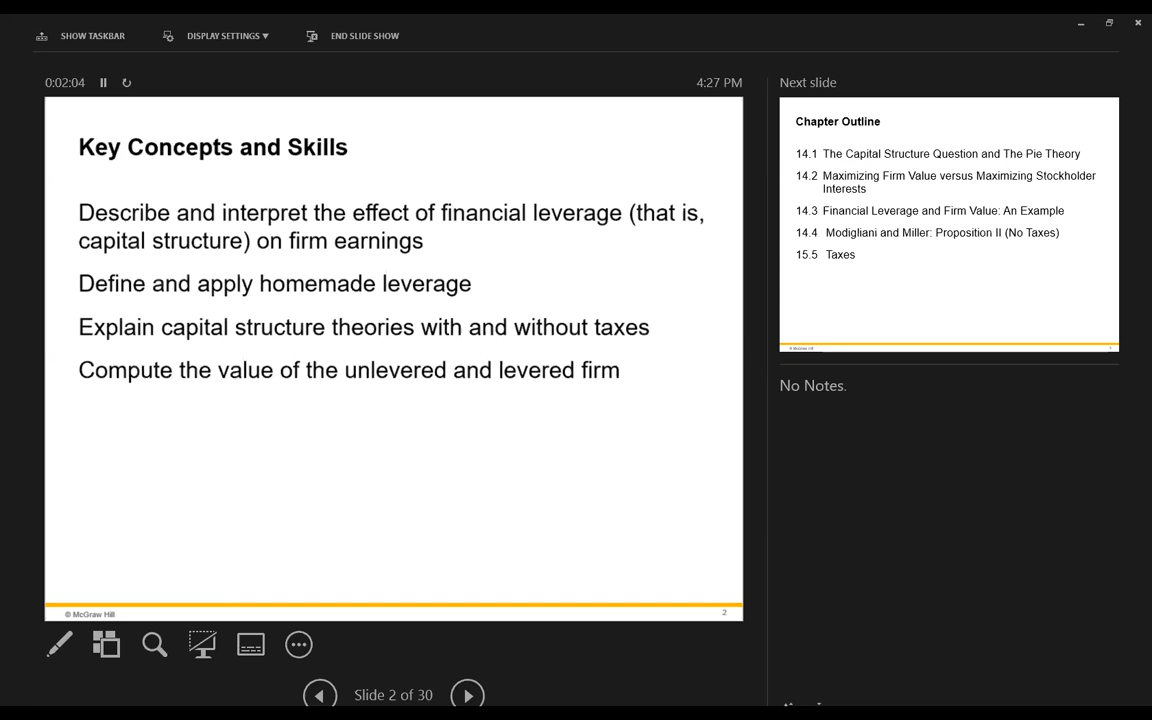 SHOW TASKBAR DISPLAY SETTINGS ▾ END SLIDE SHOW
0:02:04 4:27 PM
Key Concepts and Skills
Describe and interpret the effect of financial leverage (that is,
capital structure) on firm earnings
Define and apply homemade leverage
Explain capital structure theories with and without taxes
Compute the value of the unlevered and levered firm
© McGraw Hill 2
Slide 2 of 30
Next slide
Chapter Outline
14.1 The Capital Structure Question and The Pie Theory
14.2 Maximizing Firm Value versus Maximizing Stockholder
Interests
14.3 Financial Leverage and Firm Value: An Example
14.4 Modigliani and Miller: Proposition II (No Taxes)
15.5 Taxes
© McGraw Hill
No Notes.